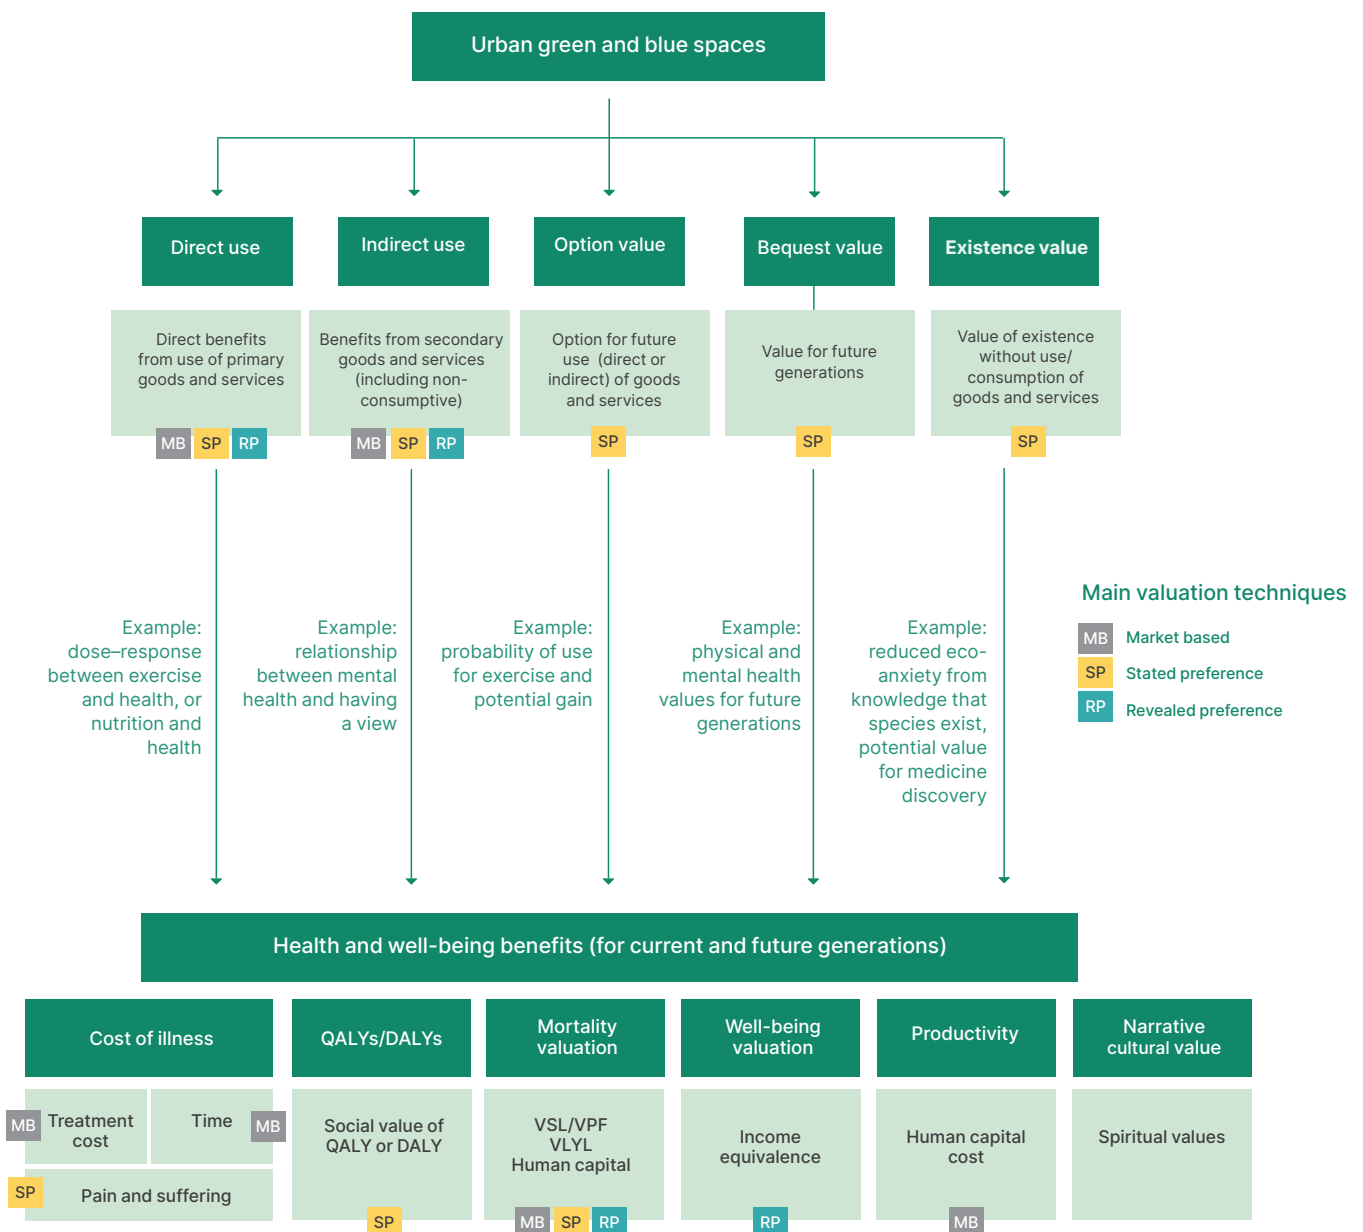 Urban green and blue spaces
Direct use
Indirect use
Option value
Bequest value
Existence value
Direct benefits
from use of primary
goods and services
MB SP RP
Benefits from secondary
goods and services
(including non-
consumptive)
MB SP RP
Option for future
use (direct or
indirect) of goods
and services
SP
Value for future
generations
SP
Value of existence
without use/
consumption of
goods and services
SP
Example:
dose–response
between exercise
and health, or
nutrition and
health
Example:
relationship
between mental
health and having
a view
Example:
probability of use
for exercise and
potential gain
Example:
physical and
mental health
values for future
generations
Example:
reduced eco-
anxiety from
knowledge that
species exist,
potential value
for medicine
discovery
Main valuation techniques
MB Market based
SP Stated preference
RP Revealed preference
Health and well-being benefits (for current and future generations)
Cost of illness
QALYs/DALYs
Mortality
valuation
Well-being
valuation
Productivity
Narrative
cultural value
MB Treatment
cost
Time MB
SP Pain and suffering
Social value of
QALY or DALY
SP
VSL/VPF
VLYL
Human capital
MB SP RP
Income
equivalence
RP
Human capital
cost
MB
Spiritual values